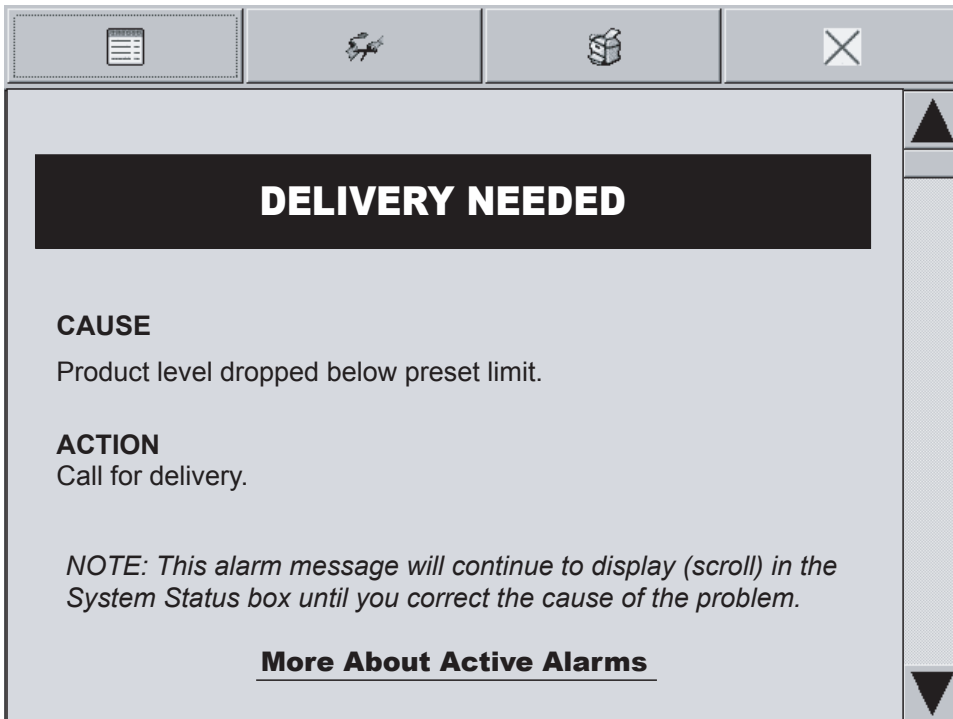 DELIVERY NEEDED
CAUSE
Product level dropped below preset limit.
ACTION
Call for delivery.
NOTE: This alarm message will continue to display (scroll) in the
System Status box until you correct the cause of the problem.
More About Active Alarms